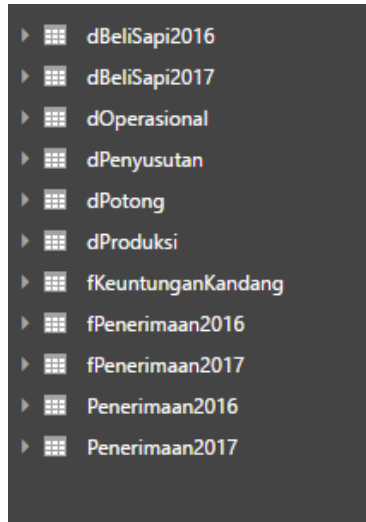 dBeliSapi2016
dBeliSapi2017
dOperasional
dPenyusutan
dPotong
dProduksi
fKeuntunganKandang
fPenerimaan2016
fPenerimaan2017
Penerimaan2016
Penerimaan2017